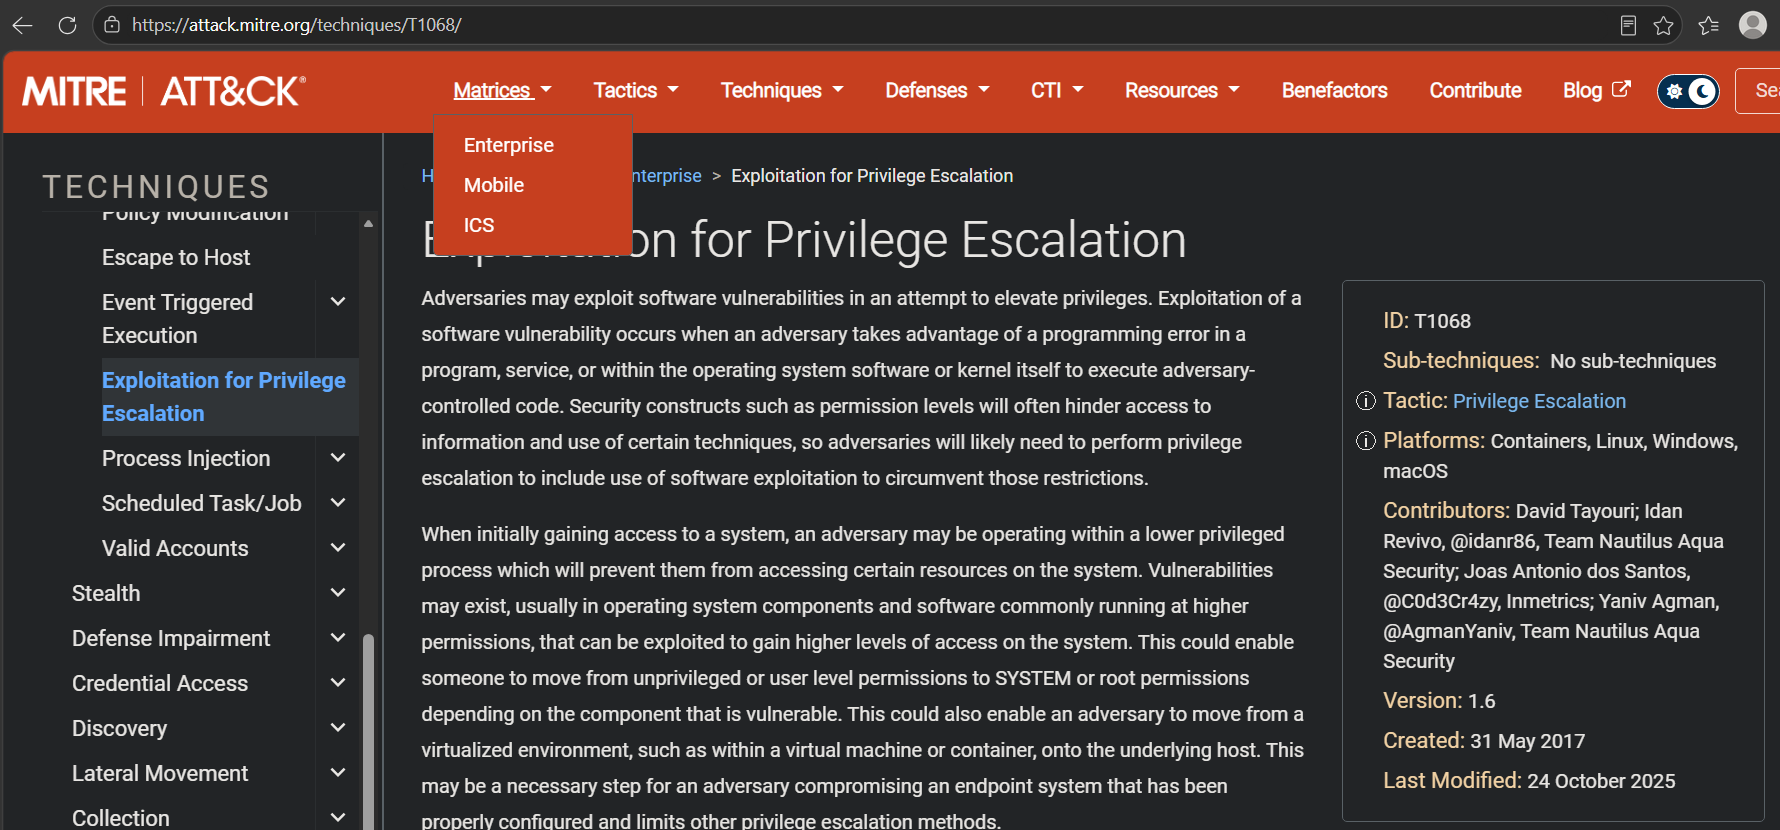 https://attack.mitre.org/techniques/T1068/
MITRE | ATT&CK®
Matrices
Tactics
Techniques
Defenses
CTI
Resources
Benefactors
Contribute
Blog
Enterprise
Mobile
ICS
TECHNIQUES
Policy Modification
Escape to Host
Event Triggered
Execution
Exploitation for Privilege
Escalation
Process Injection
Scheduled Task/Job
Valid Accounts
Stealth
Defense Impairment
Credential Access
Discovery
Lateral Movement
Collection
> Exploitation for Privilege Escalation
for Privilege Escalation
Adversaries may exploit software vulnerabilities in an attempt to elevate privileges. Exploitation of a
software vulnerability occurs when an adversary takes advantage of a programming error in a
program, service, or within the operating system software or kernel itself to execute adversary-
controlled code. Security constructs such as permission levels will often hinder access to
information and use of certain techniques, so adversaries will likely need to perform privilege
escalation to include use of software exploitation to circumvent those restrictions.
When initially gaining access to a system, an adversary may be operating within a lower privileged
process which will prevent them from accessing certain resources on the system. Vulnerabilities
may exist, usually in operating system components and software commonly running at higher
permissions, that can be exploited to gain higher levels of access on the system. This could enable
someone to move from unprivileged or user level permissions to SYSTEM or root permissions
depending on the component that is vulnerable. This could also enable an adversary to move from a
virtualized environment, such as within a virtual machine or container, onto the underlying host. This
may be a necessary step for an adversary compromising an endpoint system that has been
properly configured and limits other privilege escalation methods.
ID: T1068
Sub-techniques: No sub-techniques
Tactic: Privilege Escalation
Platforms: Containers, Linux, Windows,
macOS
Contributors: David Tayouri; Idan
Revivo, @idanr86, Team Nautilus Aqua
Security; Joas Antonio dos Santos,
@C0d3Cr4zy, Inmetrics; Yaniv Agman,
@AgmanYaniv, Team Nautilus Aqua
Security
Version: 1.6
Created: 31 May 2017
Last Modified: 24 October 2025